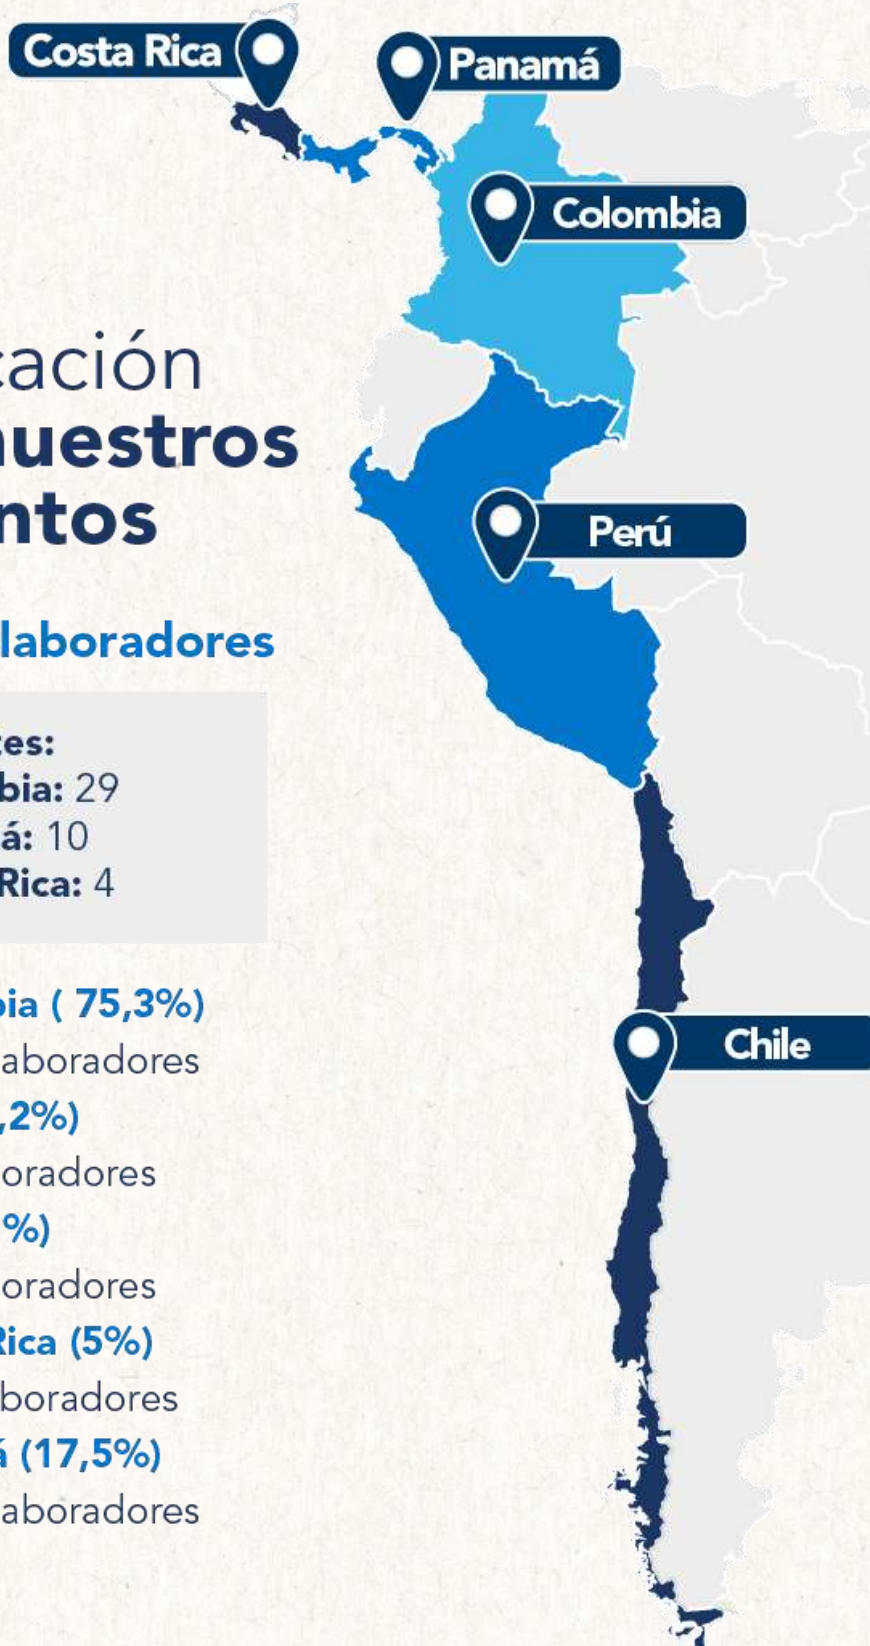 Costa Rica
Panamá
Colombia
cación
nuestros
ntos
Perú
laboradores
tes:
bia: 29
á: 10
Rica: 4
bia ( 75,3%)
aboradores
Chile
,2%)
oradores
%)
oradores
Rica (5%)
boradores
á (17,5%)
aboradores